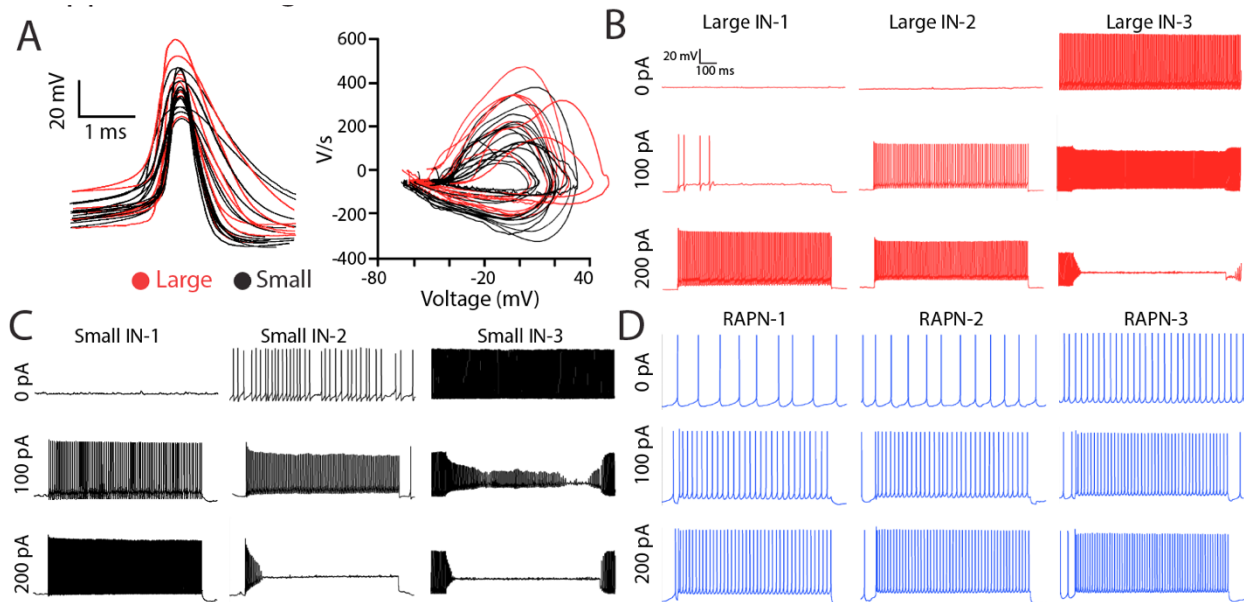 A
20 mV
1 ms
V/s
600
400
200
0
-200
-400
-80
-20
40
Voltage (mV)
Large
Small
B
Large IN-1
Large IN-2
Large IN-3
20 mV
100 ms
0 pA
100 pA
200 pA
C
Small IN-1
Small IN-2
Small IN-3
0 pA
100 pA
200 pA
D
RAPN-1
RAPN-2
RAPN-3
0 pA
100 pA
200 pA